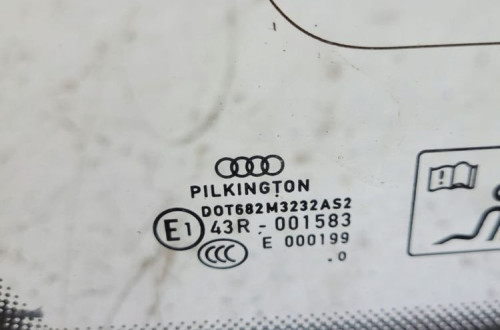 PILKINGTON
DOT682M3232AS2
E1 43R - 001583
E 000199
CCC
.0